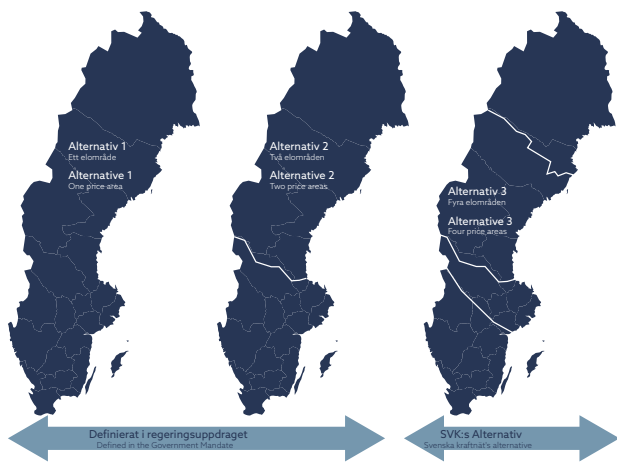 Alternativ 1
Ett elområde
Alternative 1
One price area
Alternativ 2
Två elområden
Alternative 2
Two price areas
Alternativ 3
Fyra elområden
Alternative 3
Four price areas
Definierat i regeringsuppdraget
Defined in the Government Mandate
SVK:s Alternativ
Svenska kraftnät's alternative